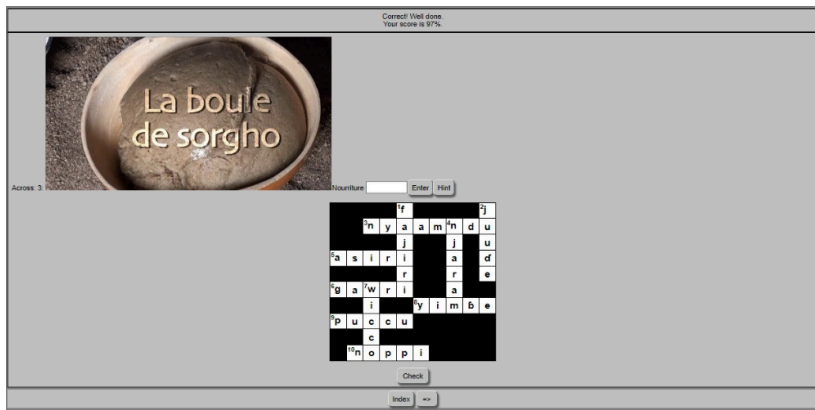 Correct! Well done.
Your score is 97%.
La boule
de sorgho
Across: 3: Nourriture Enter Hint
1f 2j
3n y a a m 4n d u
j j u
5a s i r i a ɗ
r r e
6g a 7w r i a
i 8y i m ɓ e
9p u c c u
c
10n o p p i
Check
Index =>